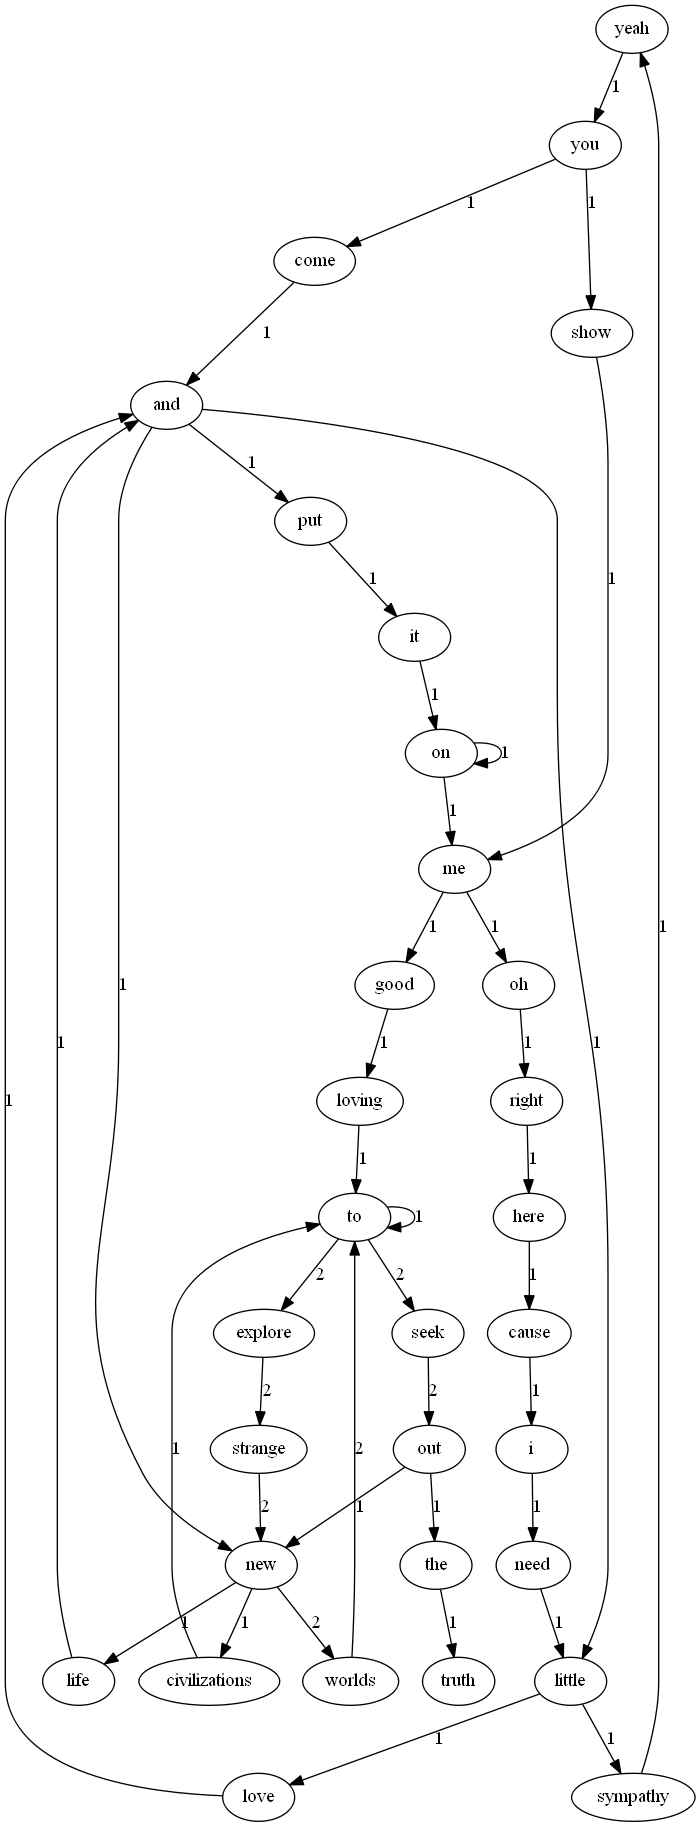 yeah
1
you
1
1
come
show
1
and
1
put
1
1
it
1
on
1
1
me
1
1
good
oh
1
1
1
1
1
loving
right
1
1
1
to
1
here
2
2
1
explore
seek
cause
2
2
1
strange
out
i
1
2
2
1
1
1
new
the
need
1
1
2
1
1
life
civilizations
worlds
truth
little
1
1
love
sympathy
1